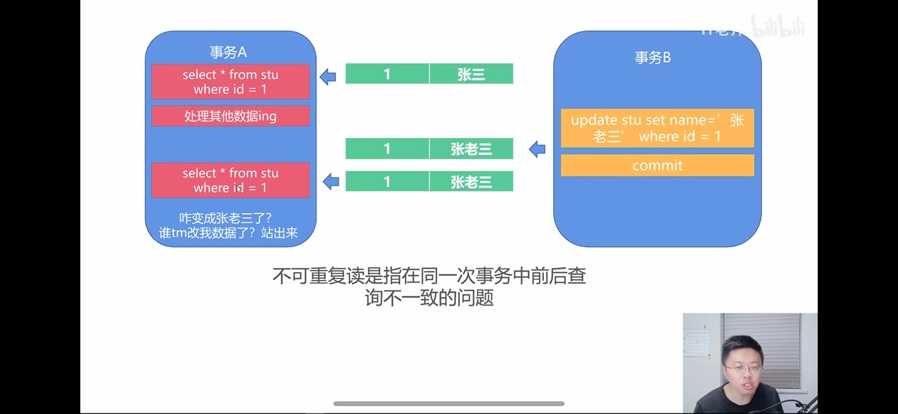 bilibili
事务A
事务B
select * from stu
where id = 1
1 张三
处理其他数据ing
update stu set name=’张
老三’ where id = 1
1 张老三
commit
select * from stu
where id = 1
1 张老三
咋变成张老三了？
谁tm改我数据了？站出来
不可重复读是指在同一次事务中前后查
询不一致的问题